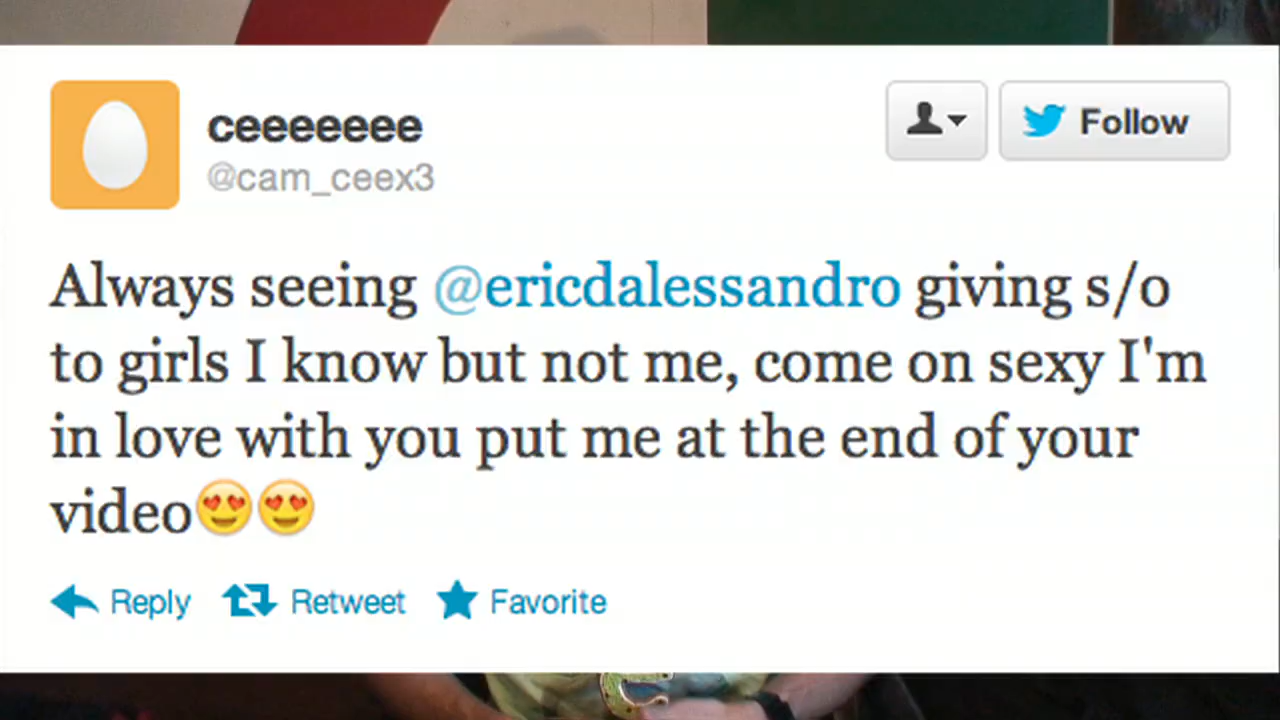 ceeeeeee
@cam_ceex3
Follow
Always seeing @ericdalessandro giving s/o
to girls I know but not me, come on sexy I'm
in love with you put me at the end of your
video😍😍
Reply Retweet Favorite